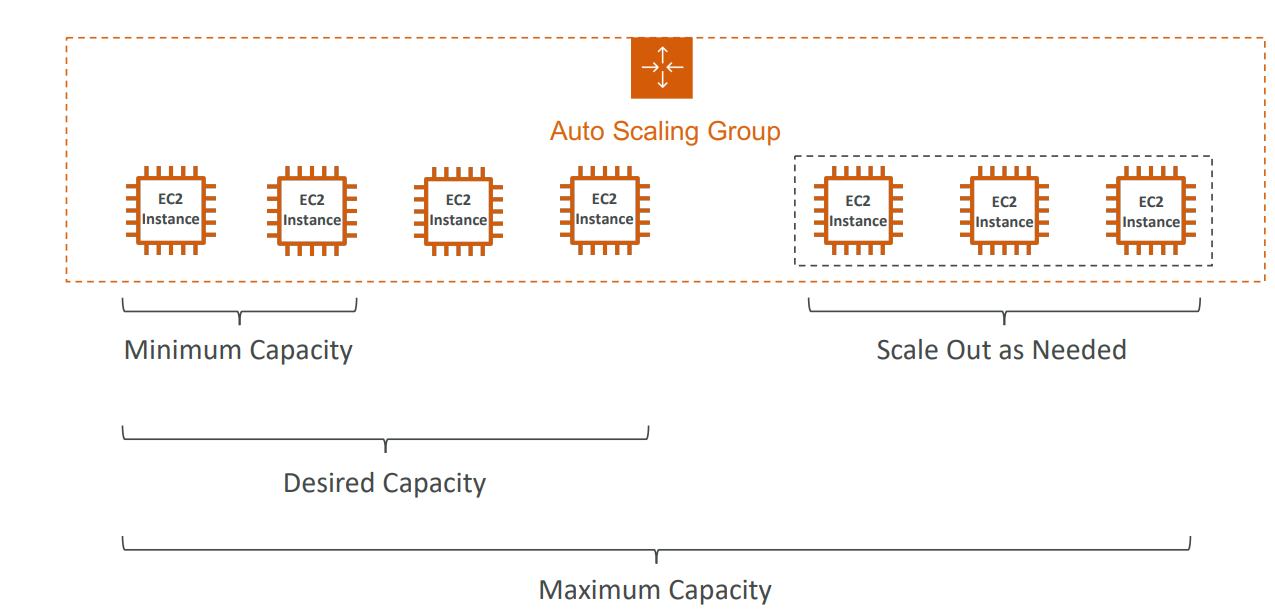 Auto Scaling Group
EC2
Instance
EC2
Instance
EC2
Instance
EC2
Instance
EC2
Instance
EC2
Instance
EC2
Instance
Minimum Capacity
Scale Out as Needed
Desired Capacity
Maximum Capacity